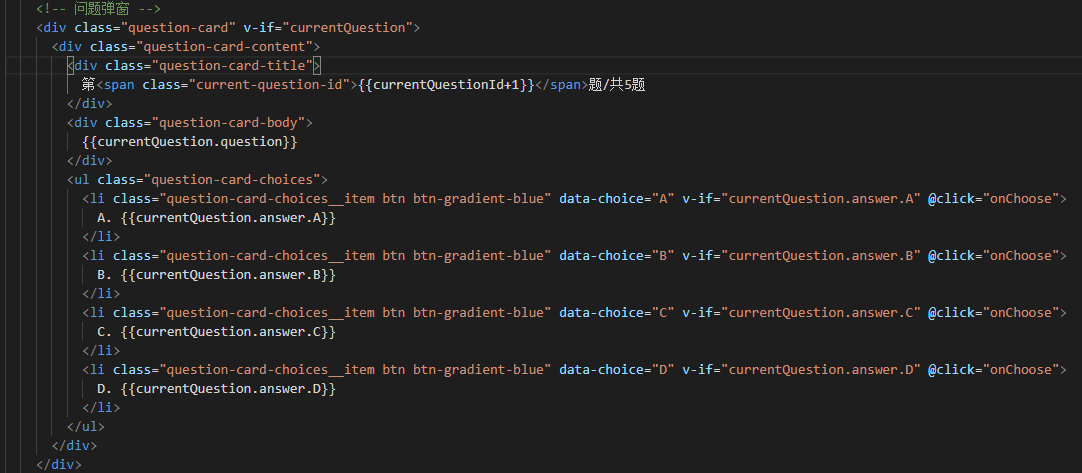 <!-- 问题弹窗 -->
<div class="question-card" v-if="currentQuestion">
<div class="question-card-content">
<div class="question-card-title">
第<span class="current-question-id">{{currentQuestionId+1}}</span>题/共5题
</div>
<div class="question-card-body">
{{currentQuestion.question}}
</div>
<ul class="question-card-choices">
<li class="question-card-choices__item btn btn-gradient-blue" data-choice="A" v-if="currentQuestion.answer.A" @click="onChoose">
A. {{currentQuestion.answer.A}}
</li>
<li class="question-card-choices__item btn btn-gradient-blue" data-choice="B" v-if="currentQuestion.answer.B" @click="onChoose">
B. {{currentQuestion.answer.B}}
</li>
<li class="question-card-choices__item btn btn-gradient-blue" data-choice="C" v-if="currentQuestion.answer.C" @click="onChoose">
C. {{currentQuestion.answer.C}}
</li>
<li class="question-card-choices__item btn btn-gradient-blue" data-choice="D" v-if="currentQuestion.answer.D" @click="onChoose">
D. {{currentQuestion.answer.D}}
</li>
</ul>
</div>
</div>